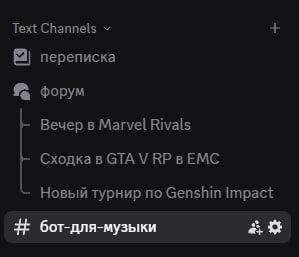 Text Channels
переписка
форум
Вечер в Marvel Rivals
Сходка в GTA V RP в EMC
Новый турнир по Genshin Impact
бот-для-музыки